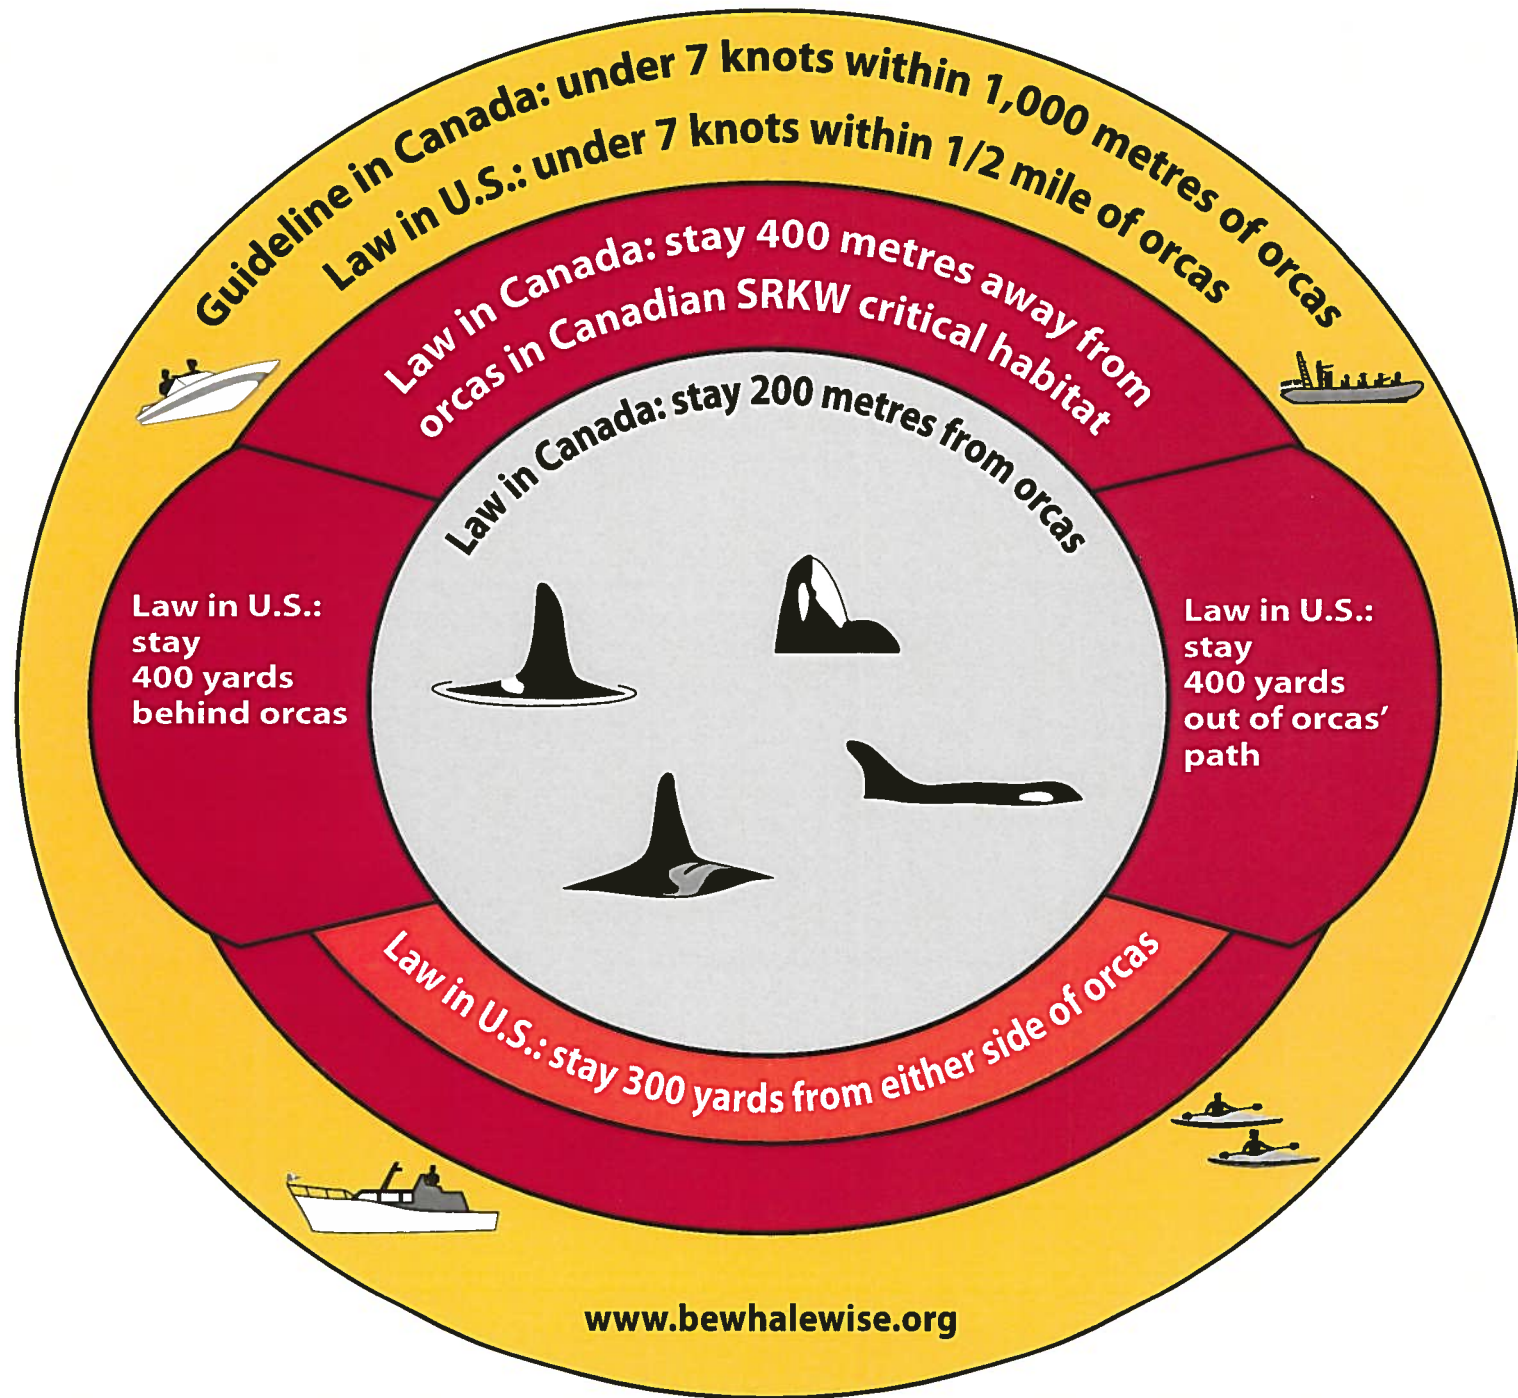 Guideline in Canada: under 7 knots within 1,000 metres of orcas
Law in U.S.: under 7 knots within 1/2 mile of orcas
Law in Canada: stay 400 metres away from
orcas in Canadian SRKW critical habitat
Law in Canada: stay 200 metres from orcas
Law in U.S.:
stay
400 yards
behind orcas
Law in U.S.:
stay
400 yards
out of orcas’
path
Law in U.S.: stay 300 yards from either side of orcas
www.bewhalewise.org